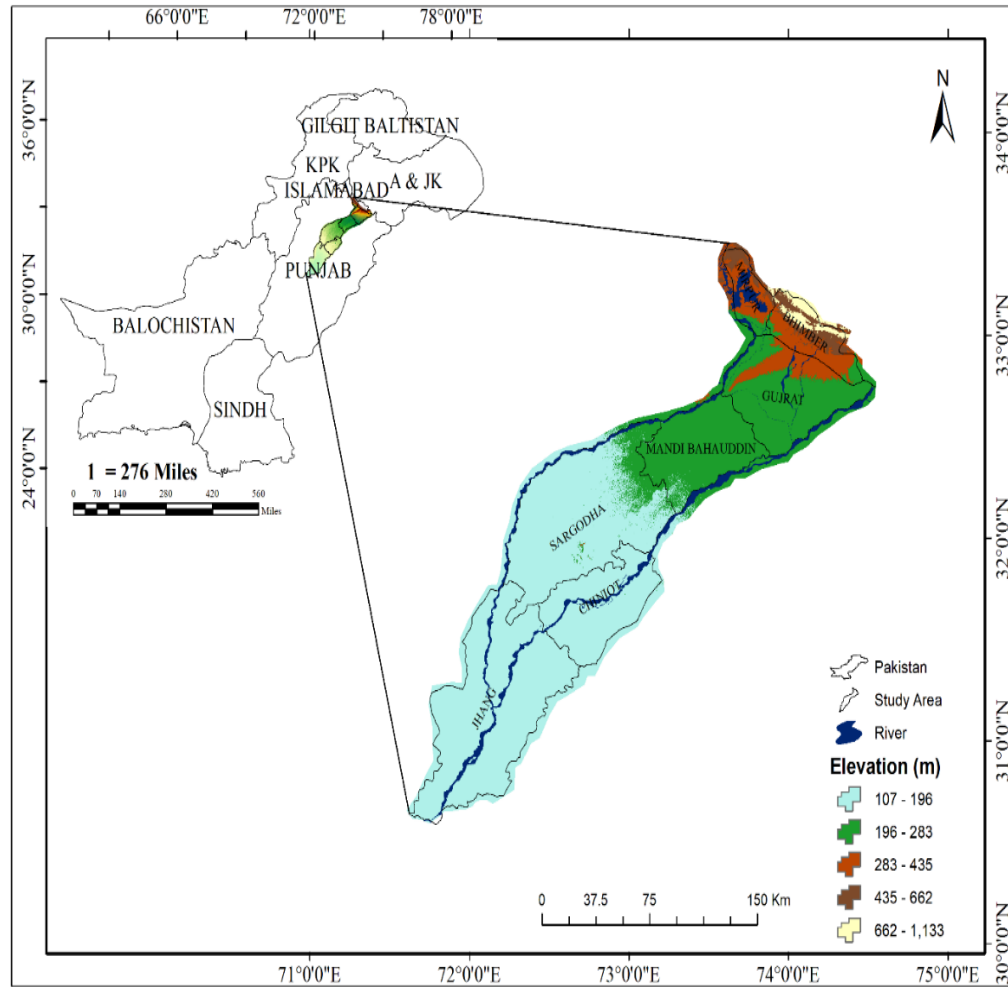 66°0'0"E 72°0'0"E 78°0'0"E
36°0'0"N
30°0'0"N
24°0'0"N
34°0'0"N
33°0'0"N
32°0'0"N
31°0'0"N
30°0'0"N
N
GILGIT BALTISTAN
KPK
ISLAMABAD
A & JK
PUNJAB
BALOCHISTAN
SINDH
1 = 276 Miles
0 70 140 280 420 560
Miles
BHIMBER
GUJRAT
MANDI BAHAUDDIN
SARGODHA
CHINIOT
JHANG
Pakistan
Study Area
River
Elevation (m)
107 - 196
196 - 283
283 - 435
435 - 662
662 - 1,133
0 37.5 75 150 Km
71°0'0"E 72°0'0"E 73°0'0"E 74°0'0"E 75°0'0"E